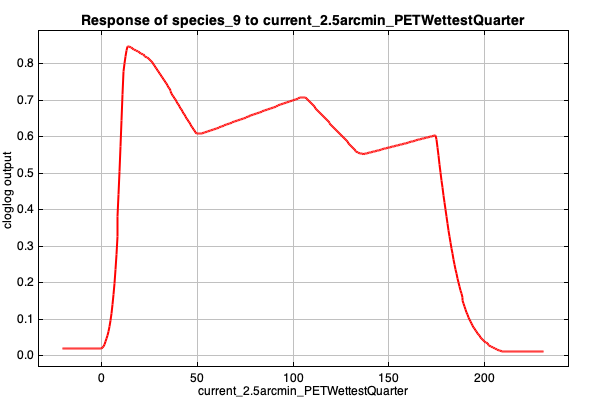 Response of species_9 to current_2.5arcmin_PETWettestQuarter
cloglog output
0.8
0.7
0.6
0.5
0.4
0.3
0.2
0.1
0.0
0 50 100 150 200
current_2.5arcmin_PETWettestQuarter